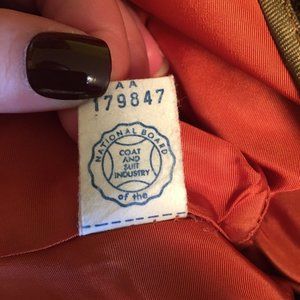 AA
179847
NATIONAL BOARD
of the
COAT
AND
SUIT
INDUSTRY